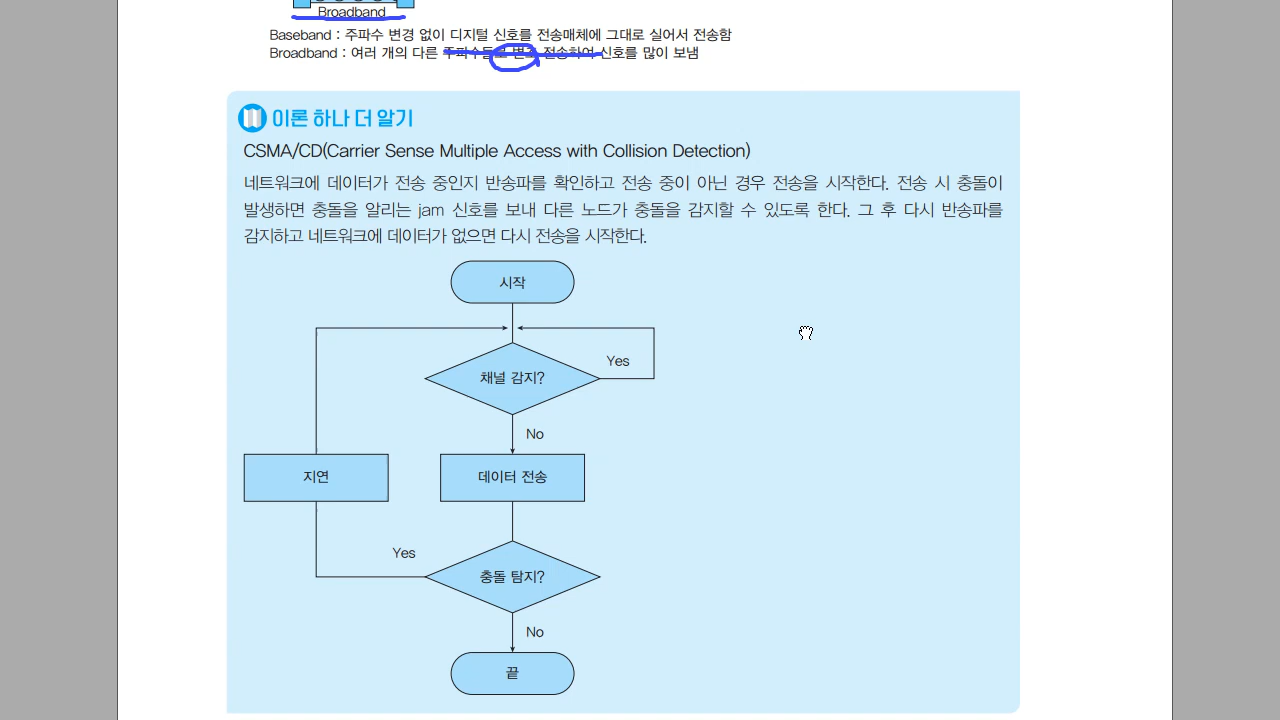 Broadband
Baseband : 주파수 변경 없이 디지털 신호를 전송매체에 그대로 실어서 전송함
Broadband : 여러 개의 다른 주파수들로 변조 전송하여 신호를 많이 보냄
이론 하나 더 알기
CSMA/CD(Carrier Sense Multiple Access with Collision Detection)
네트워크에 데이터가 전송 중인지 반송파를 확인하고 전송 중이 아닌 경우 전송을 시작한다. 전송 시 충돌이
발생하면 충돌을 알리는 jam 신호를 보내 다른 노드가 충돌을 감지할 수 있도록 한다. 그 후 다시 반송파를
감지하고 네트워크에 데이터가 없으면 다시 전송을 시작한다.
시작
Yes
채널 감지?
No
지연
데이터 전송
Yes
충돌 탐지?
No
끝